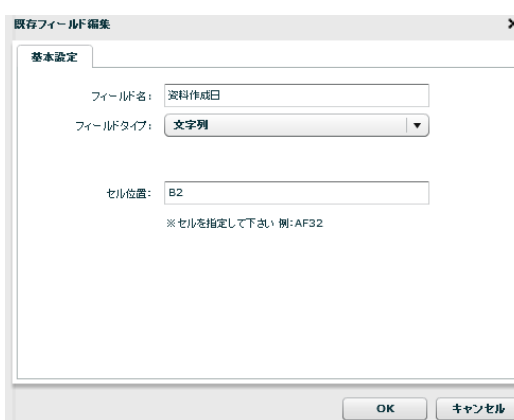 既存フィールド編集
基本設定
フィールド名: 資料作成日
フィールドタイプ: 文字列
セル位置: B2
※セルを指定して下さい 例:AF32
OK キャンセル